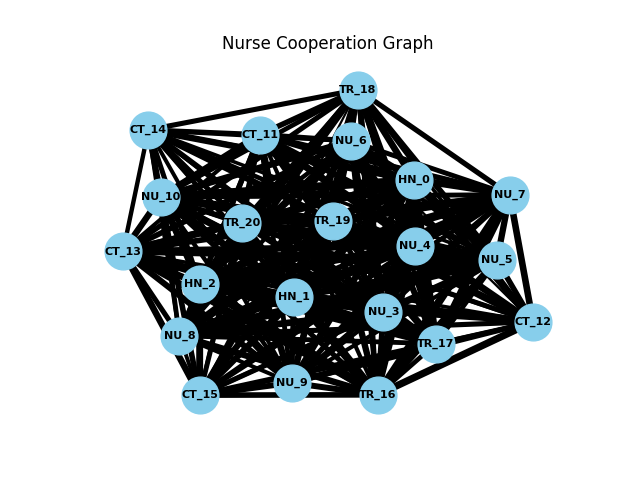 Nurse Cooperation Graph
TR_18
CT_14
CT_11
NU_6
HN_0
NU_10
NU_7
TR_20
TR_19
NU_4
CT_13
NU_5
HN_2
HN_1
NU_3
CT_12
NU_8
TR_17
NU_9
CT_15
TR_16